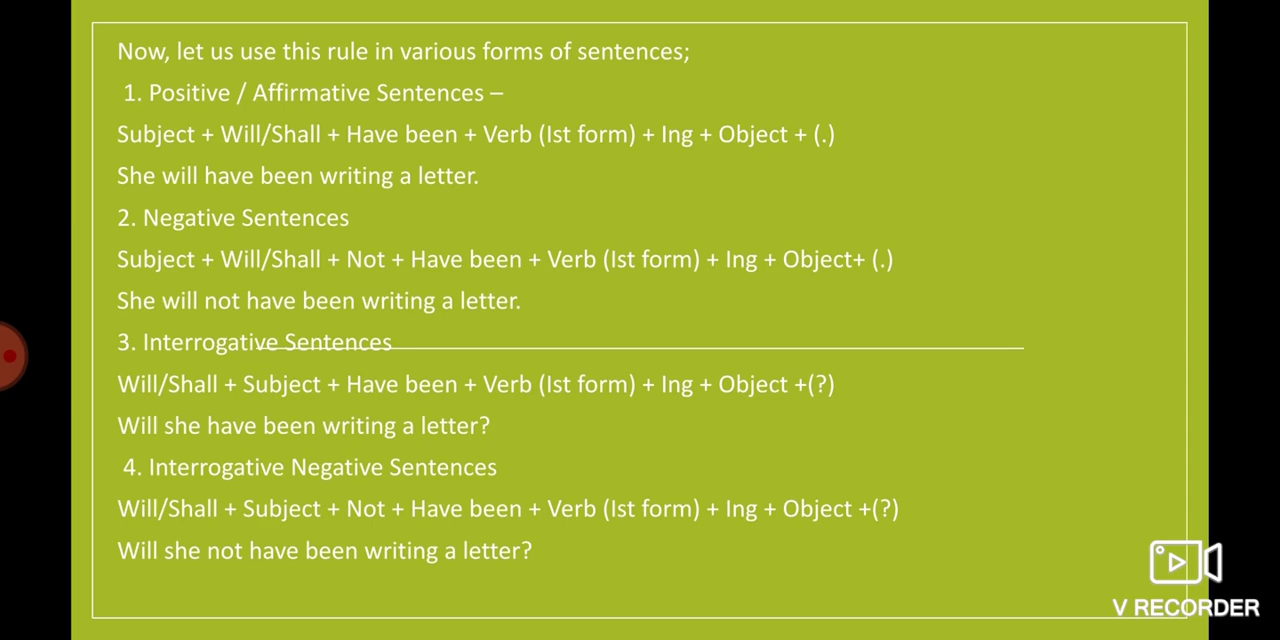 Now, let us use this rule in various forms of sentences;
1. Positive / Affirmative Sentences –
Subject + Will/Shall + Have been + Verb (Ist form) + Ing + Object + (.)
She will have been writing a letter.
2. Negative Sentences
Subject + Will/Shall + Not + Have been + Verb (Ist form) + Ing + Object+ (.)
She will not have been writing a letter.
3. Interrogative Sentences
Will/Shall + Subject + Have been + Verb (Ist form) + Ing + Object +(?)
Will she have been writing a letter?
4. Interrogative Negative Sentences
Will/Shall + Subject + Not + Have been + Verb (Ist form) + Ing + Object +(?)
Will she not have been writing a letter?
V RECORDER